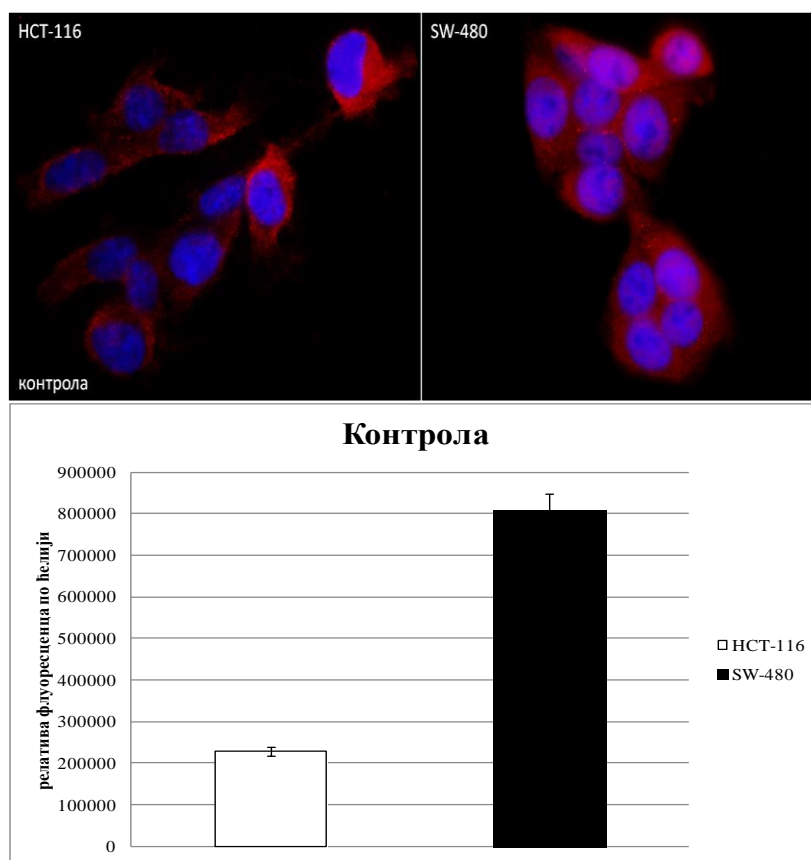 HCT-116
SW-480
контрола
Контрола
релатива флуоресценца по ћелији
900000
800000
700000
600000
500000
400000
300000
200000
100000
0
HCT-116
SW-480